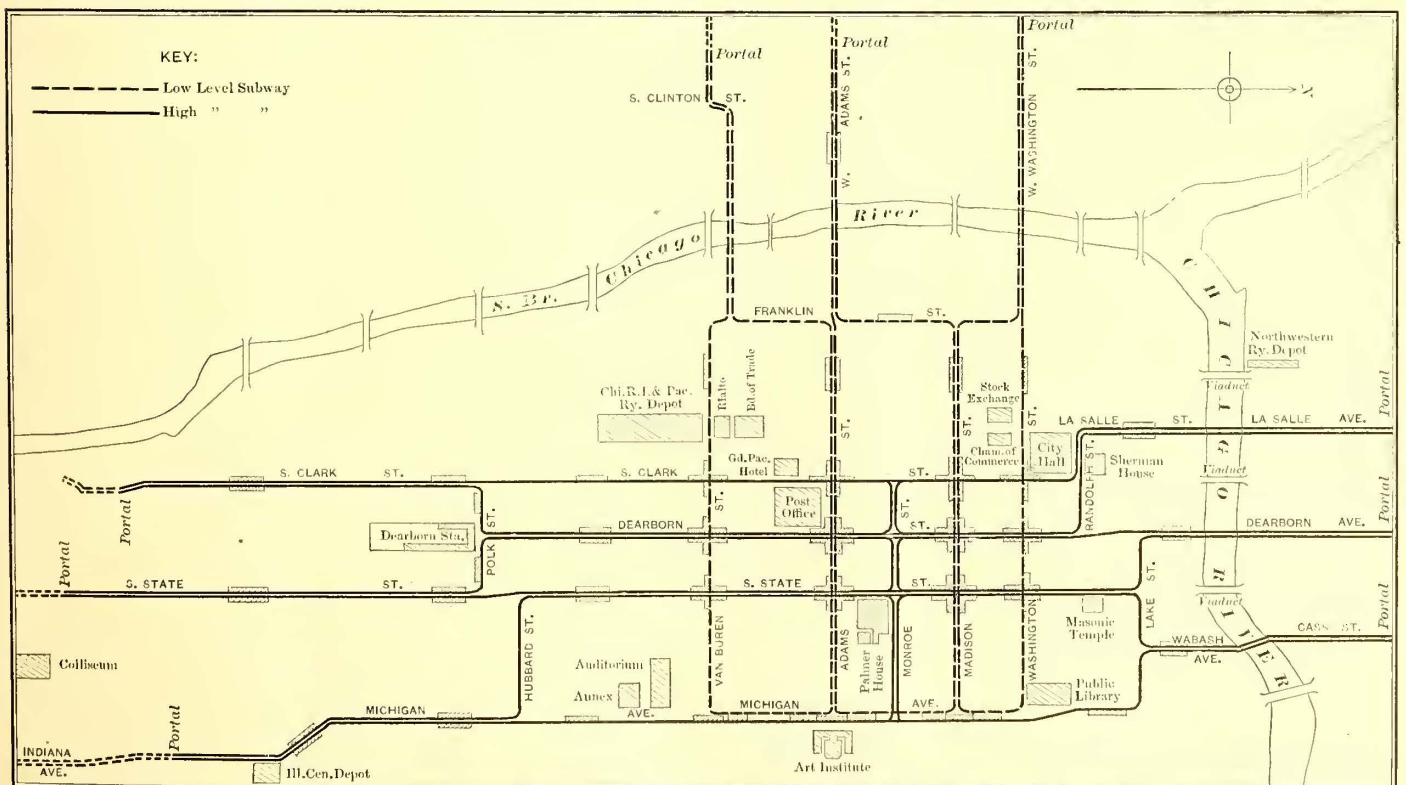 KEY:
Low Level Subway
High " "
Portal
Portal
Portal
S. CLINTON ST.
W. ADAMS ST.
W. WASHINGTON ST.
N
S. Br. Chicago River
CHICAGO RIVER
FRANKLIN ST.
Northwestern
Ry. Depot
Viaduct
Viaduct
Viaduct
Chi.R.I.& Pac.
Ry. Depot
Rialto
Bd.of Trade
Stock
Exchange
Cham.of
Commerce
City
Hall
LA SALLE ST.
LA SALLE AVE.
Portal
Sherman
House
RANDOLPH ST.
Gd.Pac.
Hotel
S. CLARK ST.
S. CLARK ST.
Portal
Post
Office
Dearborn Sta.
POLK ST.
DEARBORN ST.
DEARBORN AVE.
Portal
Portal
S. STATE ST.
S. STATE ST.
HUBBARD ST.
VAN BUREN ST.
ADAMS ST.
Palmer
House
MONROE ST.
MADISON ST.
WASHINGTON ST.
Masonic
Temple
LAKE ST.
WABASH
AVE.
CASS ST.
Portal
Colliseum
Auditorium
Annex
Public
Library
MICHIGAN
MICHIGAN AVE.
AVE.
Portal
INDIANA
AVE.
Ill.Cen.Depot
Art Institute